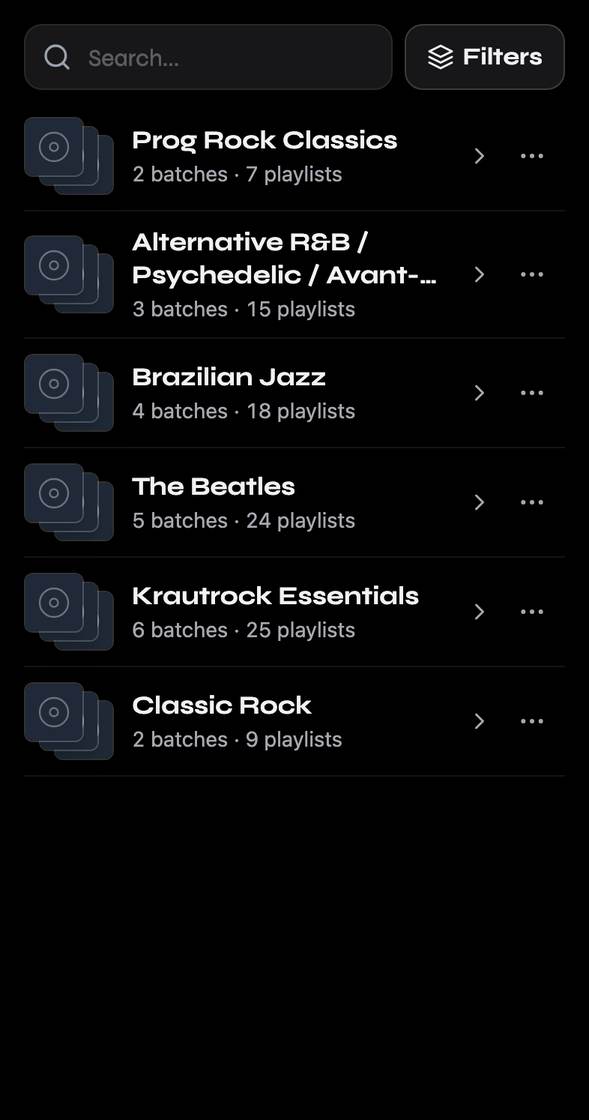 Search...
Filters
Prog Rock Classics
2 batches · 7 playlists
Alternative R&B /
Psychedelic / Avant-...
3 batches · 15 playlists
Brazilian Jazz
4 batches · 18 playlists
The Beatles
5 batches · 24 playlists
Krautrock Essentials
6 batches · 25 playlists
Classic Rock
2 batches · 9 playlists